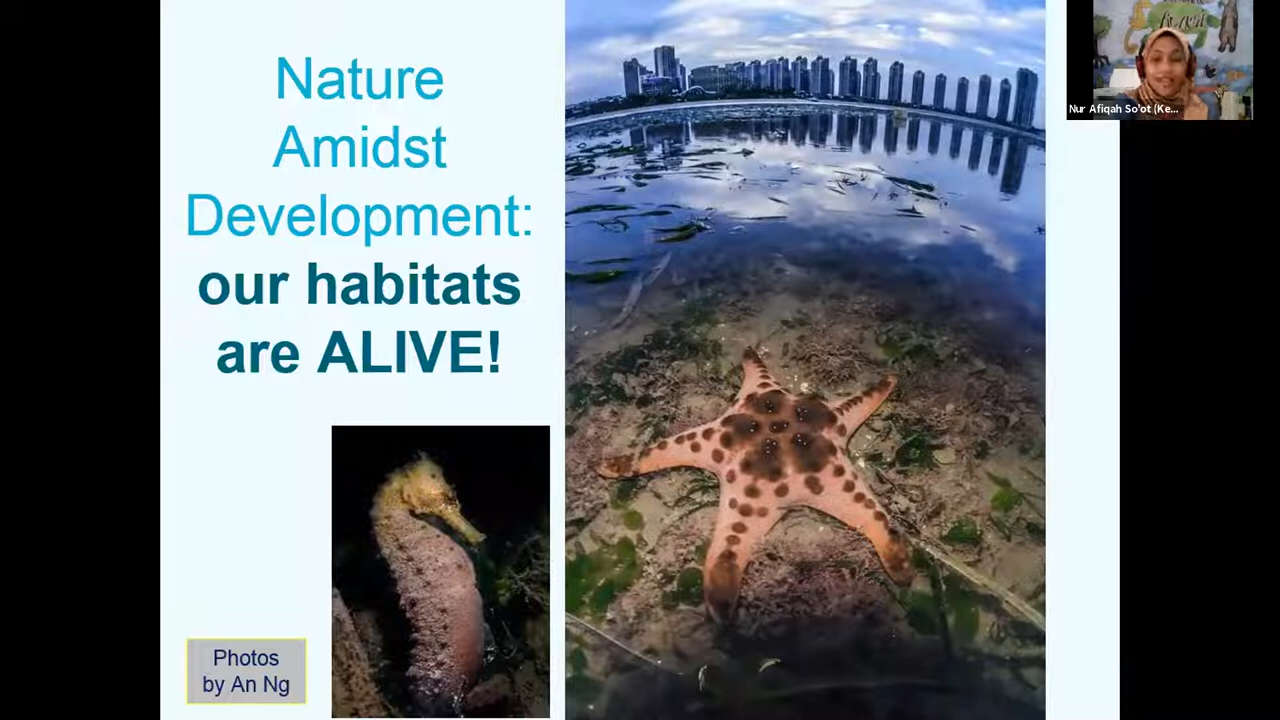 Nature
Amidst
Development:
our habitats
are ALIVE!
Photos
by An Ng
Nur Afiqah So'ot (Ke...